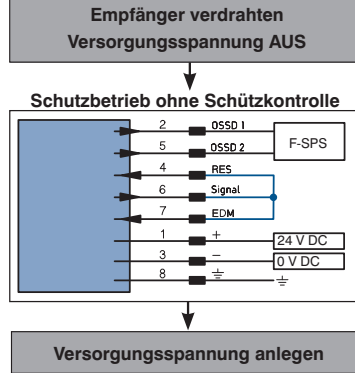 Empfänger verdrahten
Versorgungsspannung AUS
Schutzbetrieb ohne Schützkontrolle
2 OSSD 1
5 OSSD 2
F-SPS
4 RES
6 Signal
7 EDM
1 + 24 V DC
3 – 0 V DC
8
Versorgungsspannung anlegen